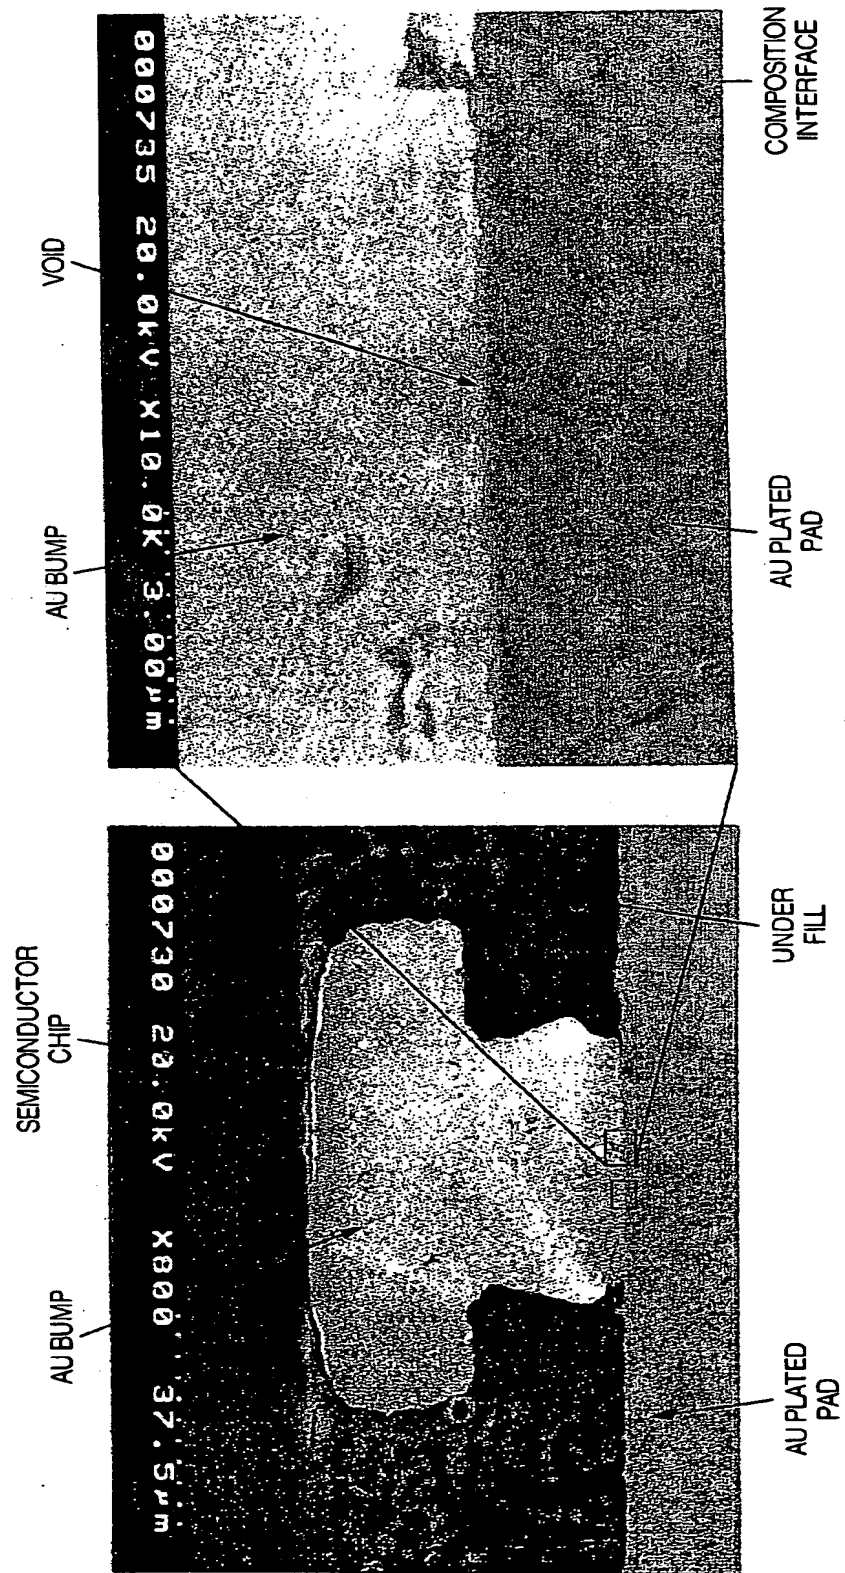 SEMICONDUCTOR
CHIP
AU BUMP
000730 20.0kV X800 37.5μm
AU PLATED
PAD
UNDER
FILL
AU BUMP
VOID
000735 20.0kV X10.0K 3.00μm
AU PLATED
PAD
COMPOSITION
INTERFACE